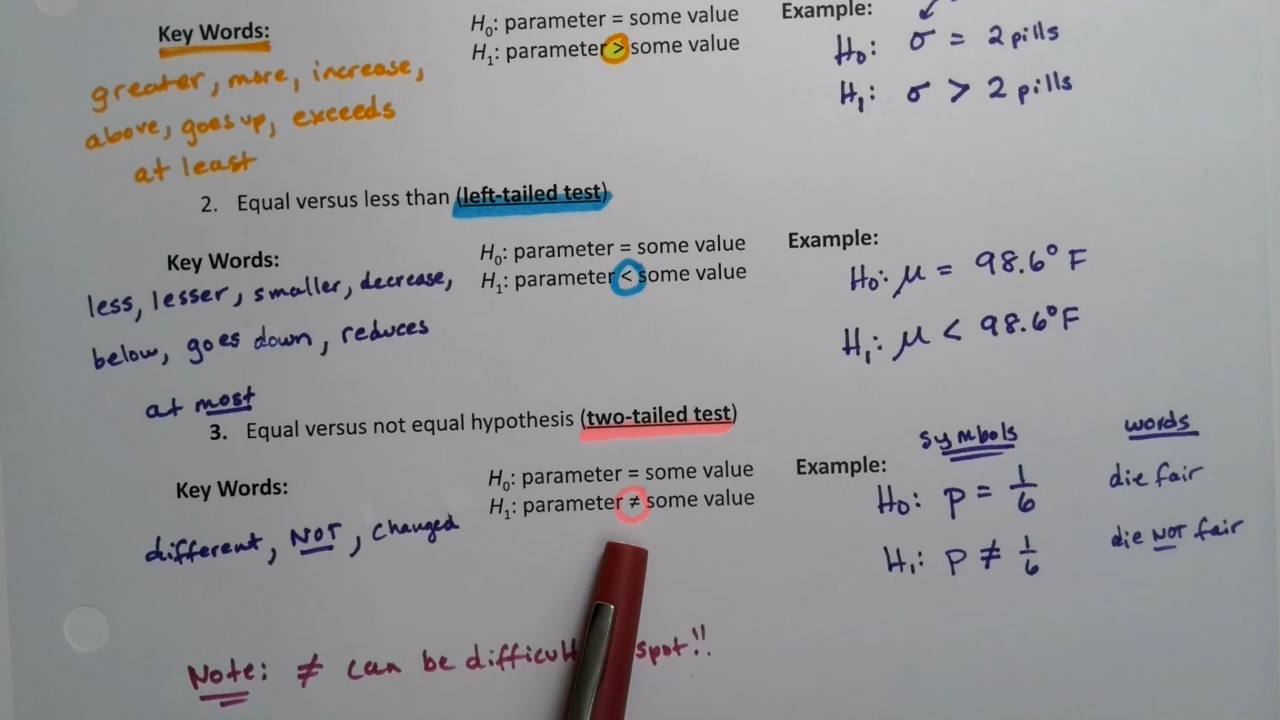 Key Words:
H₀: parameter = some value
Example:
H₁: parameter > some value
H₀: σ = 2 pills
H₁: σ > 2 pills
greater, more, increase,
above, goes up, exceeds
at least
2. Equal versus less than (left-tailed test)
Key Words:
H₀: parameter = some value
Example:
H₁: parameter < some value
H₀: μ = 98.6° F
H₁: μ < 98.6°F
less, lesser, smaller, decrease,
below, goes down, reduces
at most
3. Equal versus not equal hypothesis (two-tailed test)
Key Words:
H₀: parameter = some value
H₁: parameter ≠ some value
Example:
symbols
words
H₀: p = 1/6
die fair
H₁: p ≠ 1/6
die NOT fair
different, NOT, changed
Note: ≠ can be difficult spot!!